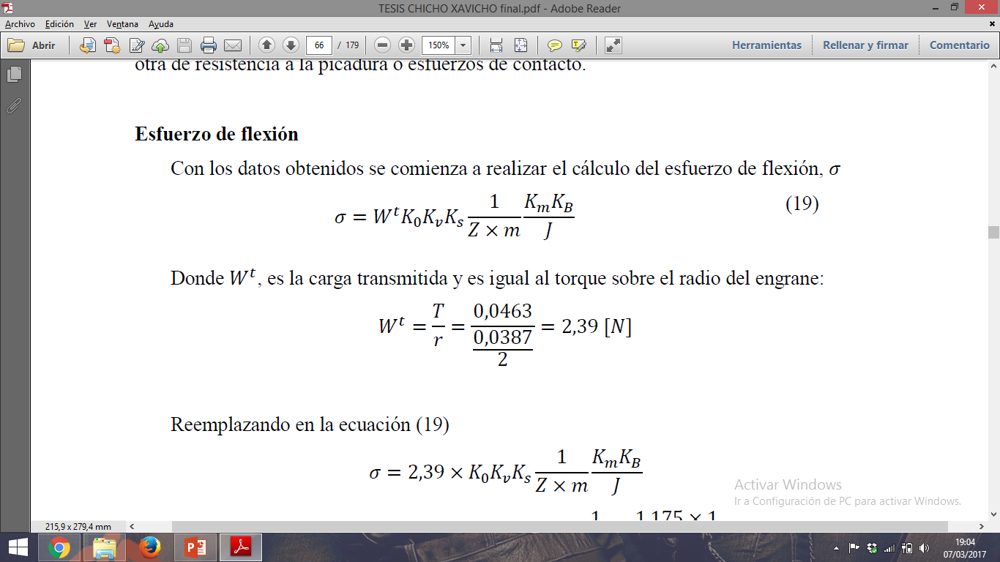 TESIS CHICHO XAVICHO final.pdf - Adobe Reader
Archivo Edición Ver Ventana Ayuda
Abrir 66 / 179 150% Herramientas Rellenar y firmar Comentario
otra de resistencia a la picadura o esfuerzos de contacto.
Esfuerzo de flexión
Con los datos obtenidos se comienza a realizar el cálculo del esfuerzo de flexión, σ
σ = W^t K_0 K_v K_s 1/(Z × m) (K_m K_B)/J (19)
Donde W^t, es la carga transmitida y es igual al torque sobre el radio del engrane:
W^t = T/r = 0,0463/(0,0387/2) = 2,39 [N]
Reemplazando en la ecuación (19)
σ = 2,39 × K_0 K_v K_s 1/(Z × m) (K_m K_B)/J
1 1,175 × 1
Activar Windows
Ir a Configuración de PC para activar Windows.
215,9 x 279,4 mm
19:04
07/03/2017